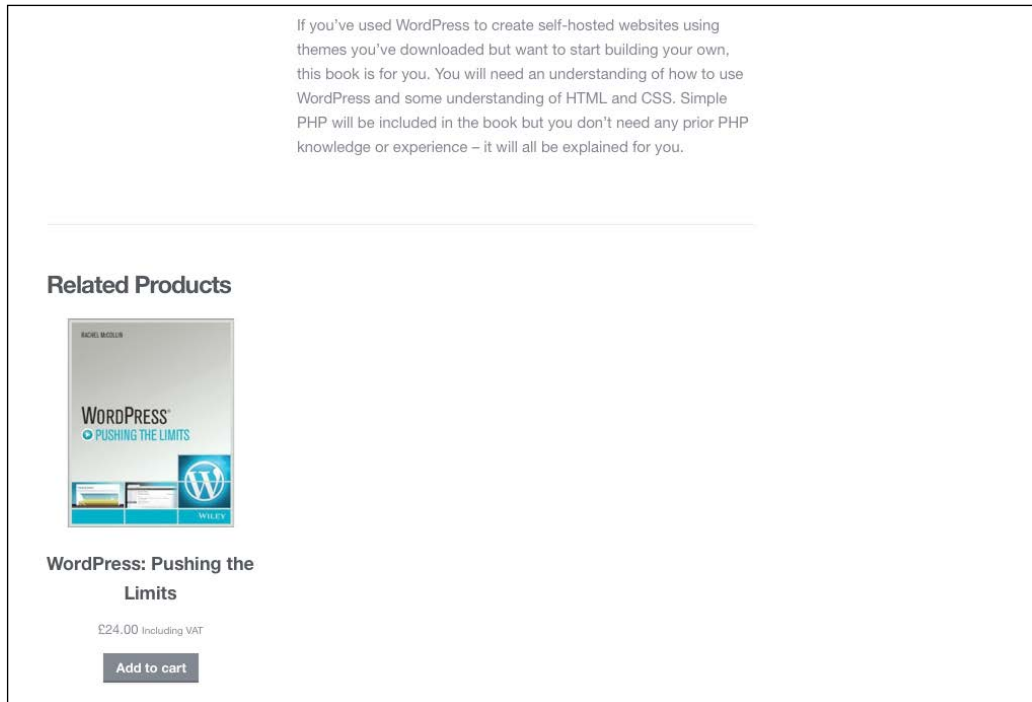 If you’ve used WordPress to create self-hosted websites using
themes you’ve downloaded but want to start building your own,
this book is for you. You will need an understanding of how to use
WordPress and some understanding of HTML and CSS. Simple
PHP will be included in the book but you don’t need any prior PHP
knowledge or experience – it will all be explained for you.
Related Products
RACHEL McCOLLIN
WORDPRESS®
PUSHING THE LIMITS
W
WILEY
WordPress: Pushing the
Limits
£24.00 Including VAT
Add to cart